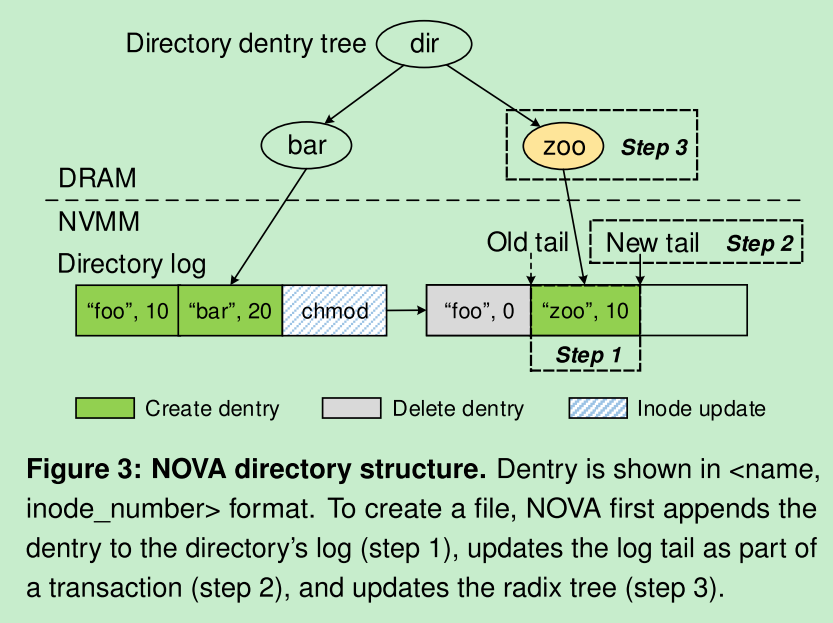 Directory dentry tree dir
bar
zoo Step 3
DRAM
NVMM
Old tail New tail Step 2
Directory log
“foo”, 10 “bar”, 20 chmod “foo”, 0 “zoo”, 10
Step 1
Create dentry Delete dentry Inode update
Figure 3: NOVA directory structure. Dentry is shown in <name,
inode_number> format. To create a file, NOVA first appends the
dentry to the directory’s log (step 1), updates the log tail as part of
a transaction (step 2), and updates the radix tree (step 3).